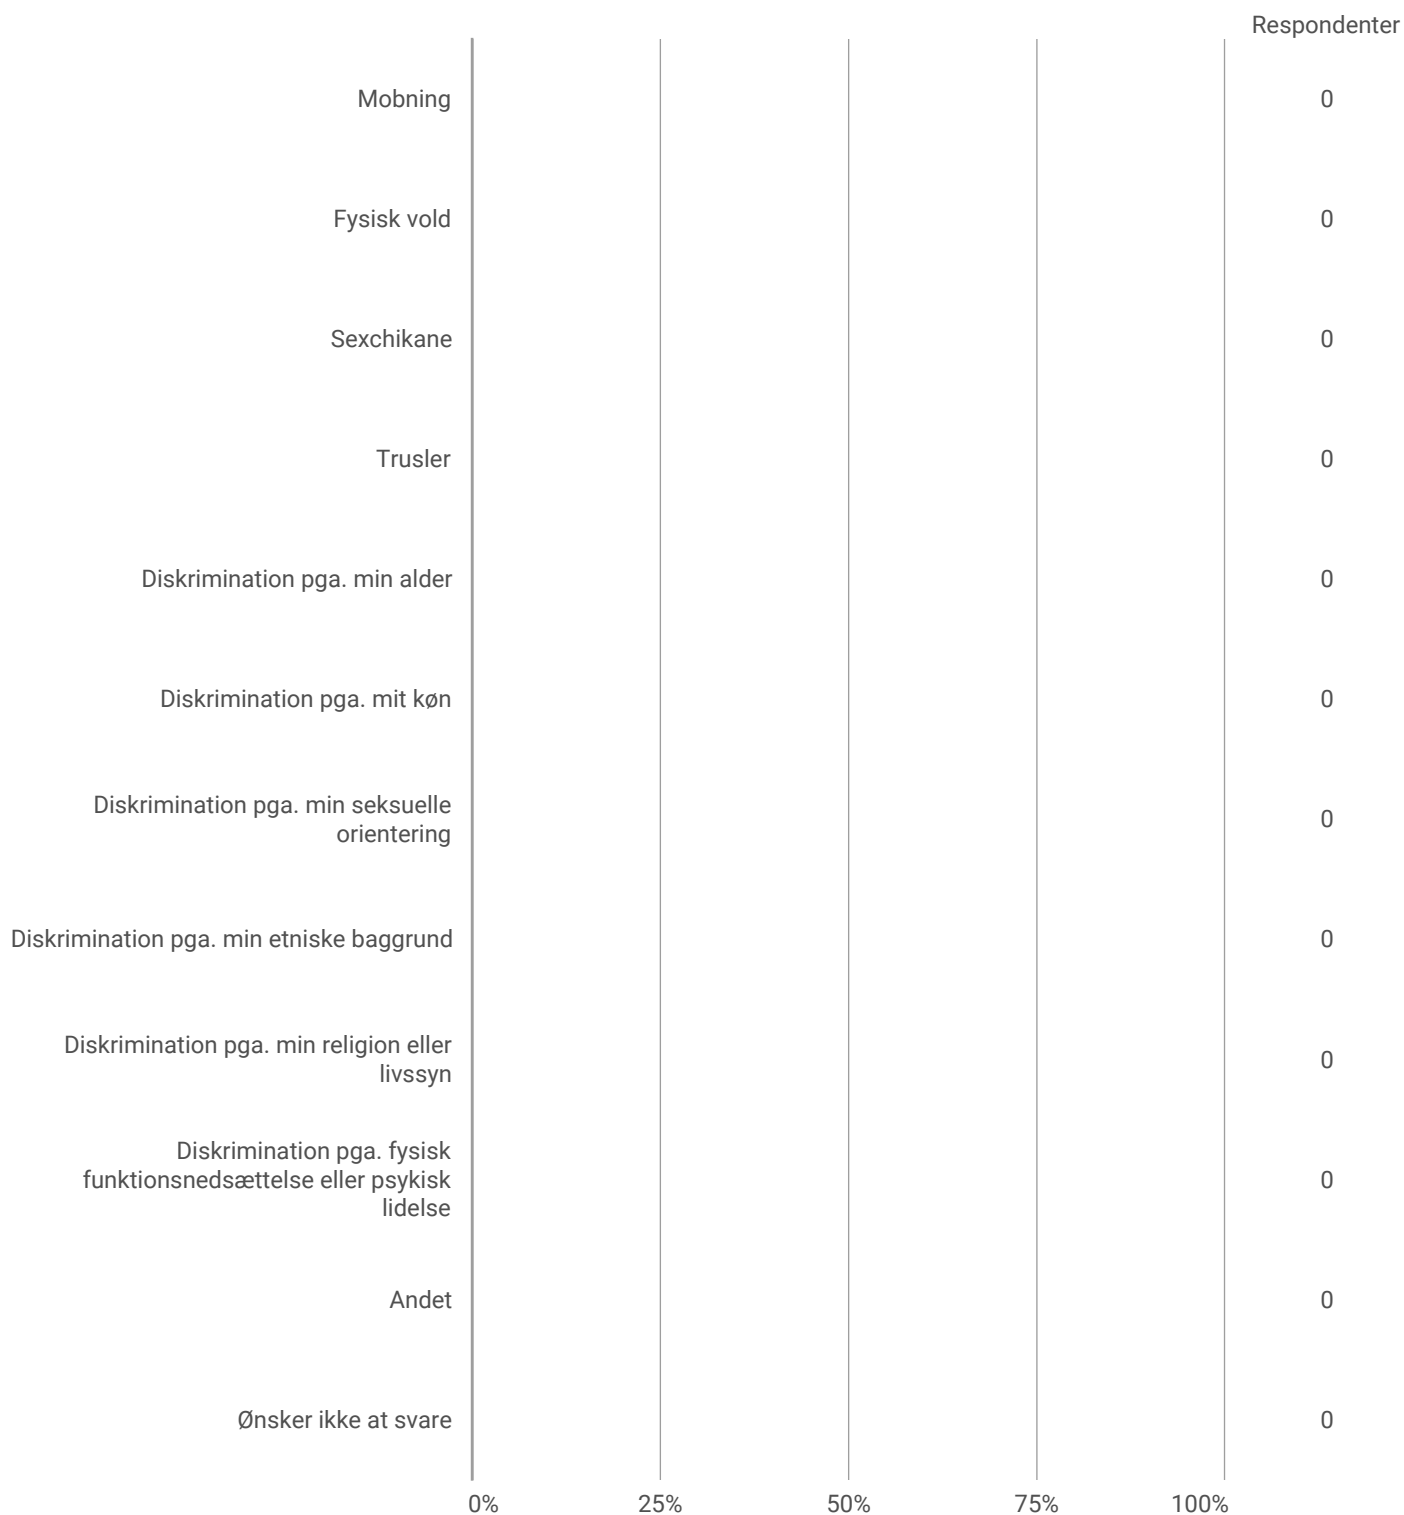 Respondenter
Mobning 0
Fysisk vold 0
Sexchikane 0
Trusler 0
Diskrimination pga. min alder 0
Diskrimination pga. mit køn 0
Diskrimination pga. min seksuelle
orientering 0
Diskrimination pga. min etniske baggrund 0
Diskrimination pga. min religion eller
livssyn 0
Diskrimination pga. fysisk
funktionsnedsættelse eller psykisk 0
lidelse
Andet 0
Ønsker ikke at svare 0
0% 25% 50% 75% 100%